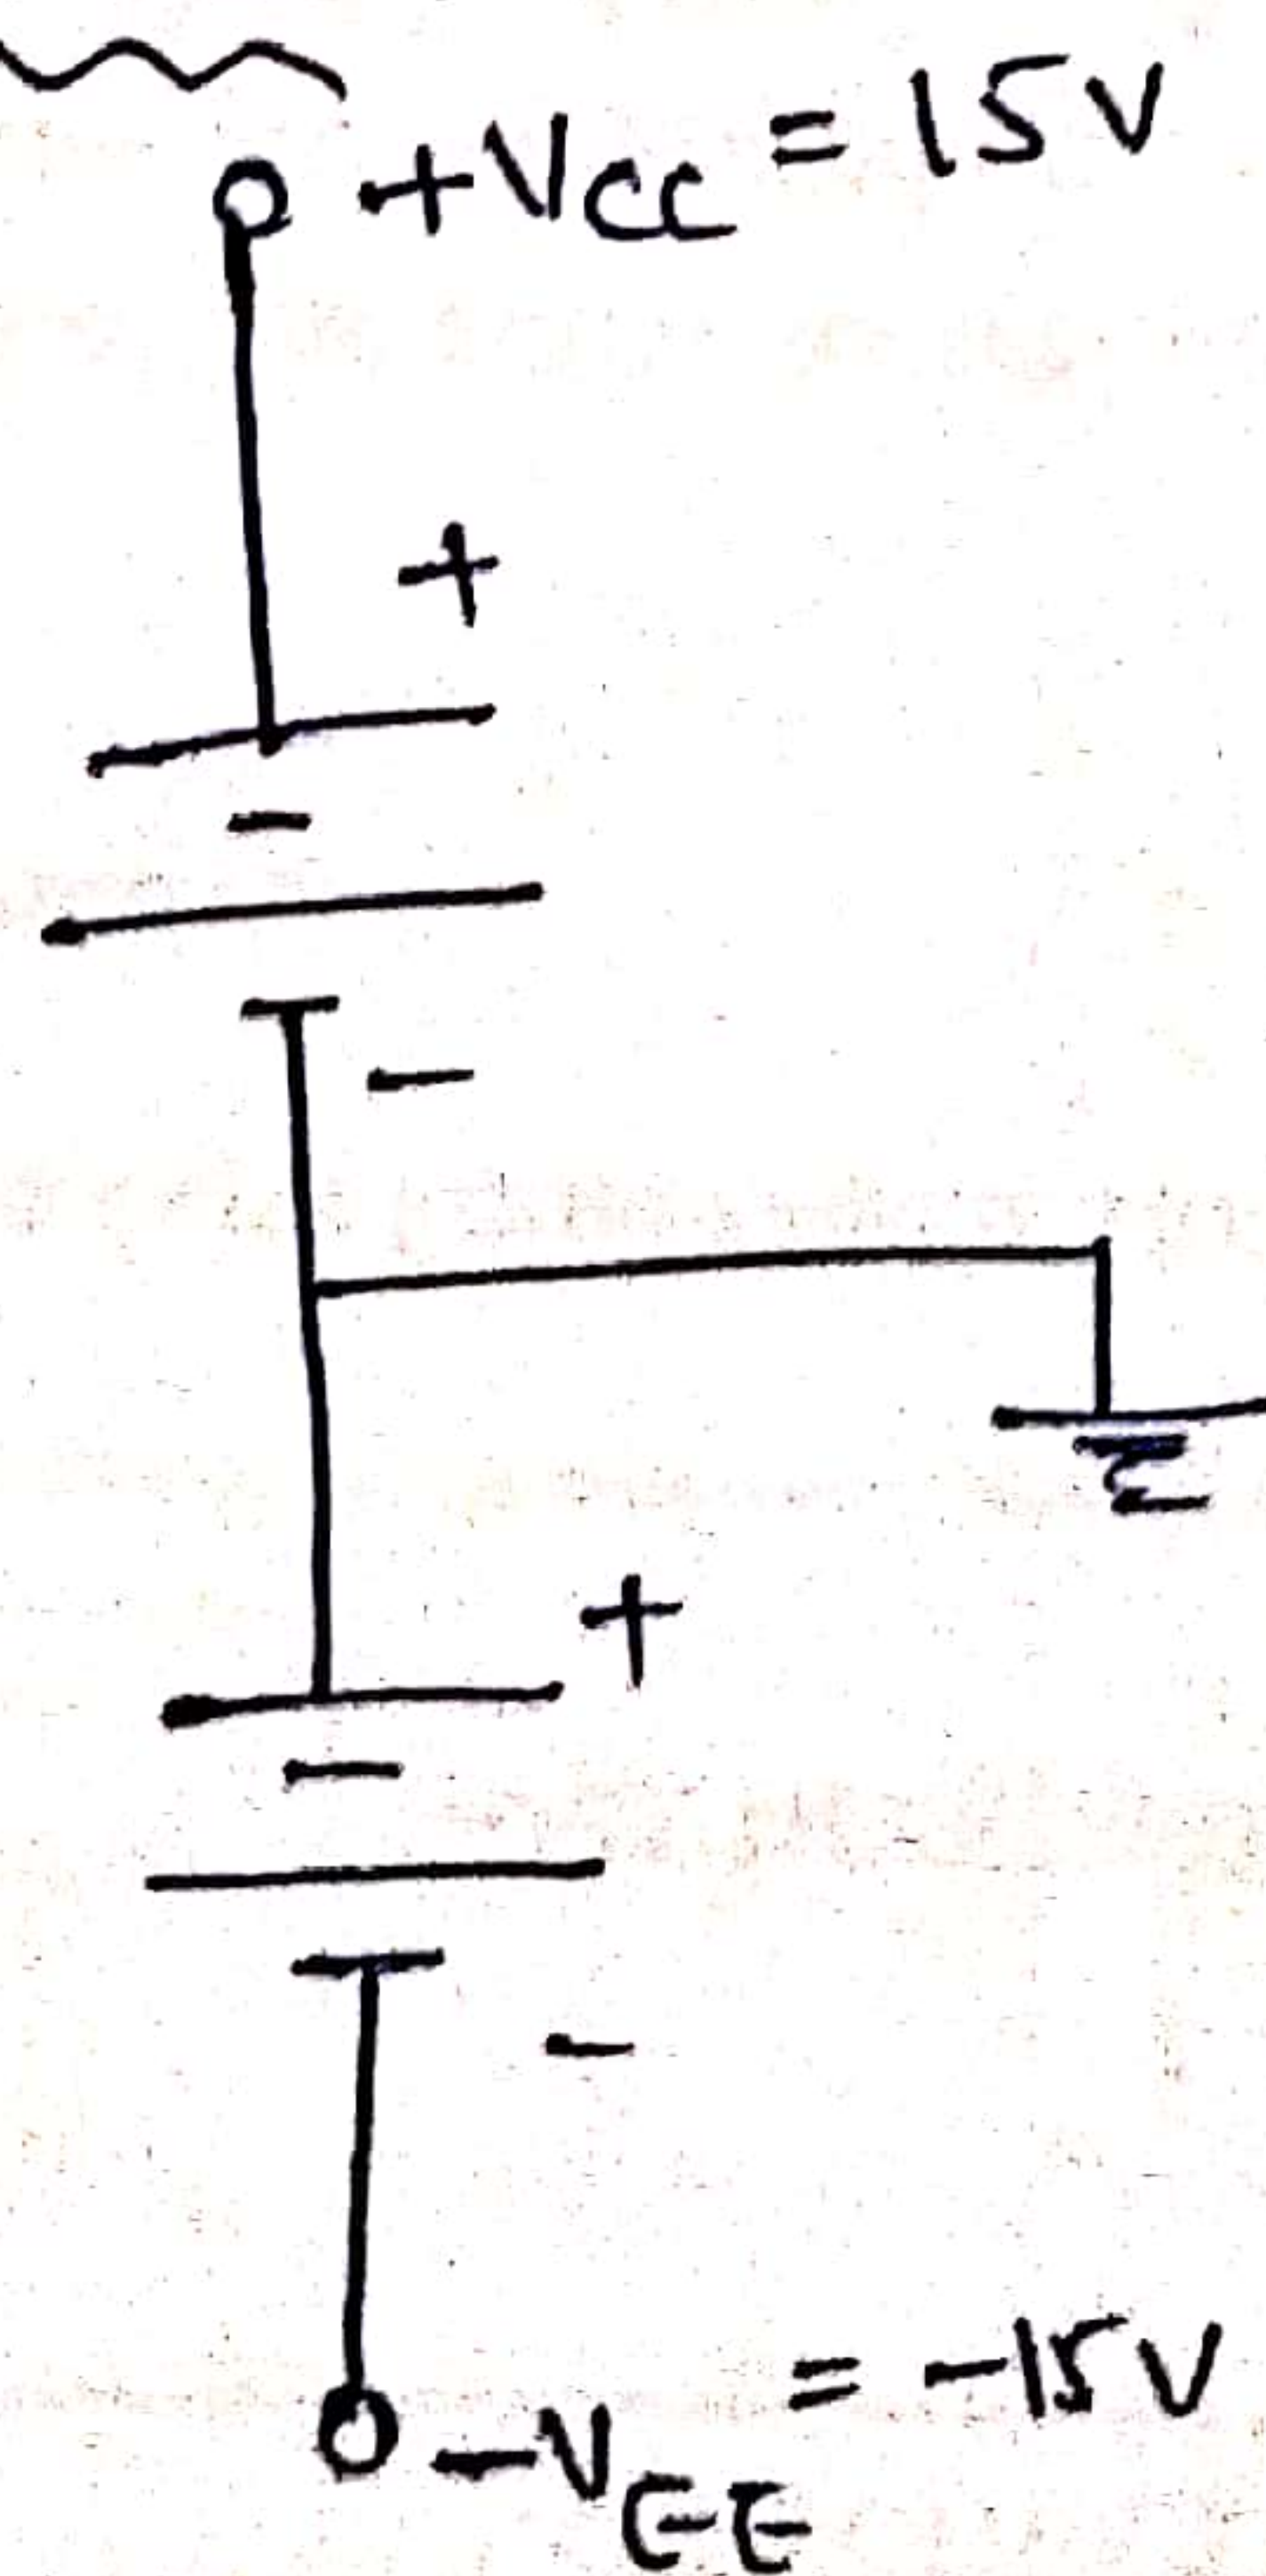 +VCC = 15V
+
-
+
-
-VEE = -15V